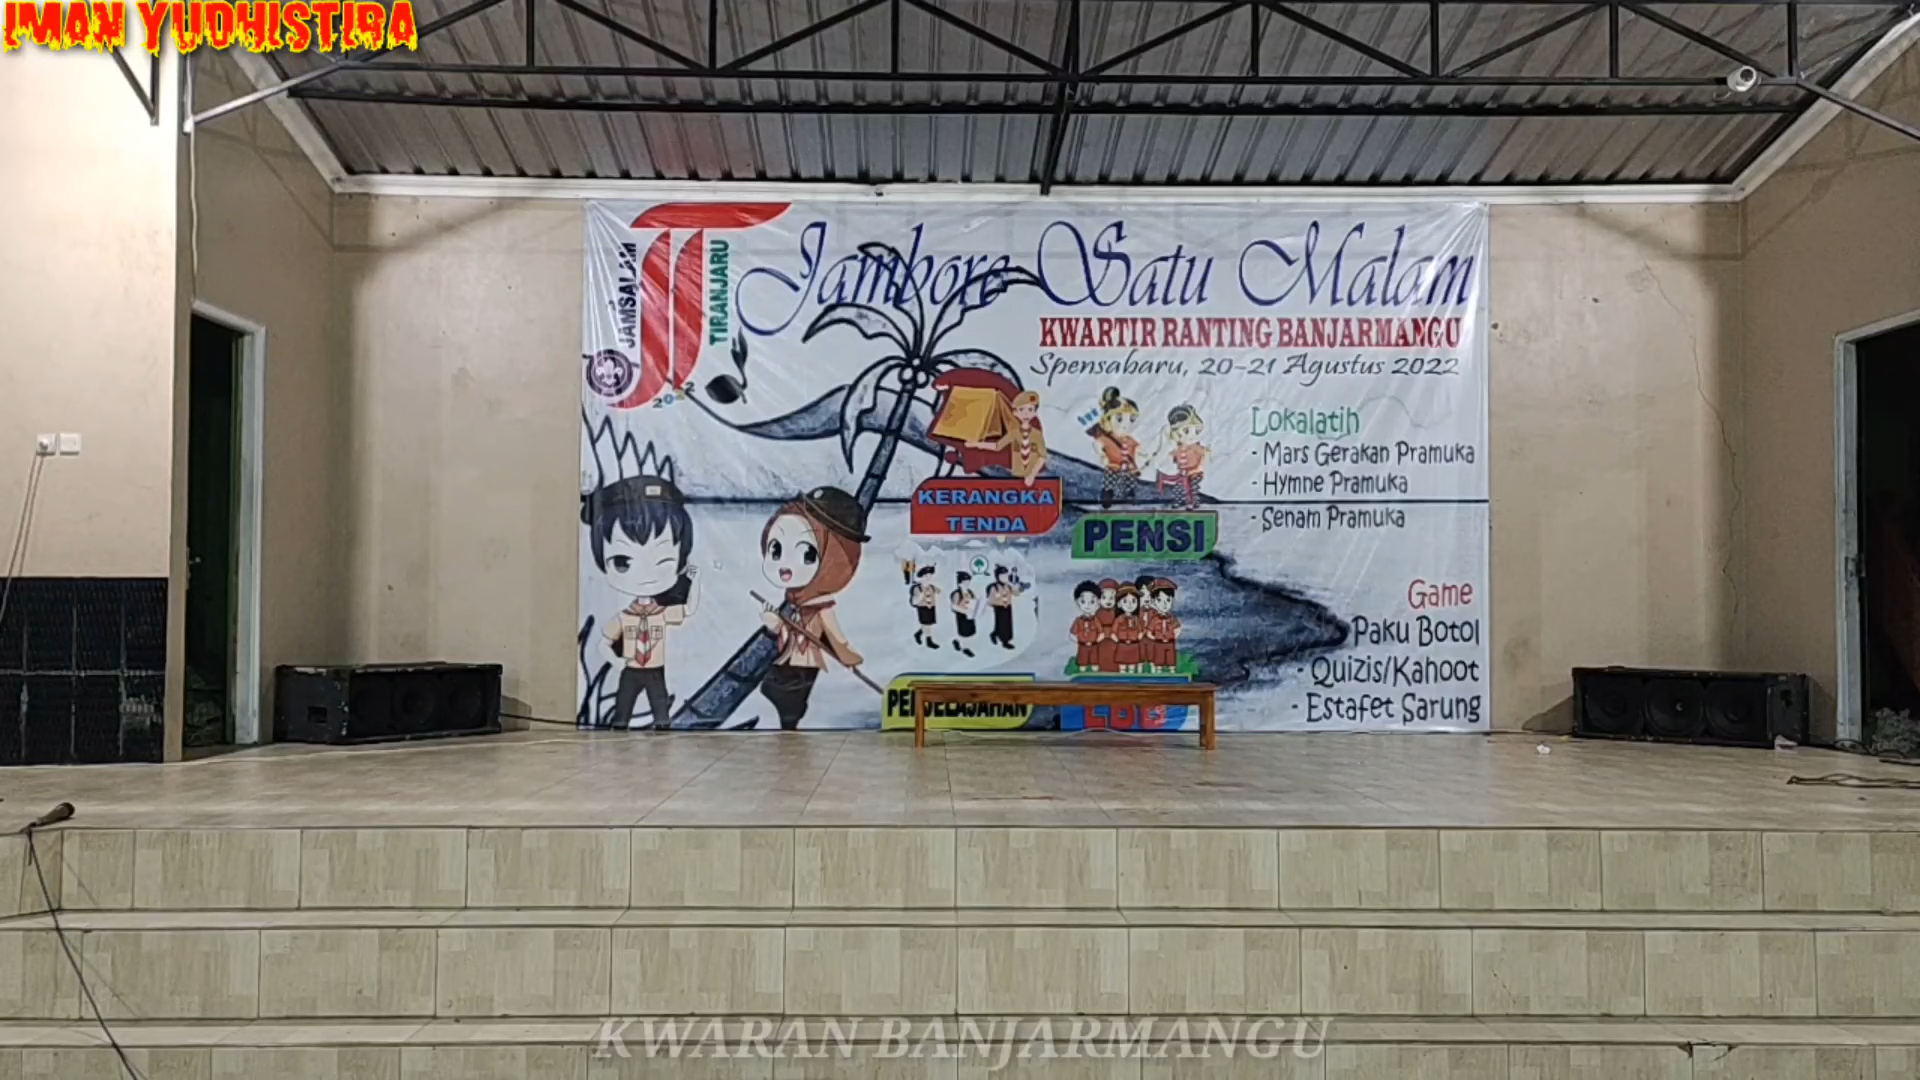 IMAN YUDHISTIRA
JAMSALAM
TIRANJARU
2022
Jambore Satu Malam
KWARTIR RANTING BANJARMANGU
Spensabaru, 20-21 Agustus 2022
Lokalatih
- Mars Gerakan Pramuka
- Hymne Pramuka
- Senam Pramuka
KERANGKA
TENDA
PENSI
Game
Paku Botol
- Quizis/Kahoot
- Estafet Sarung
KWARAN BANJARMANGU